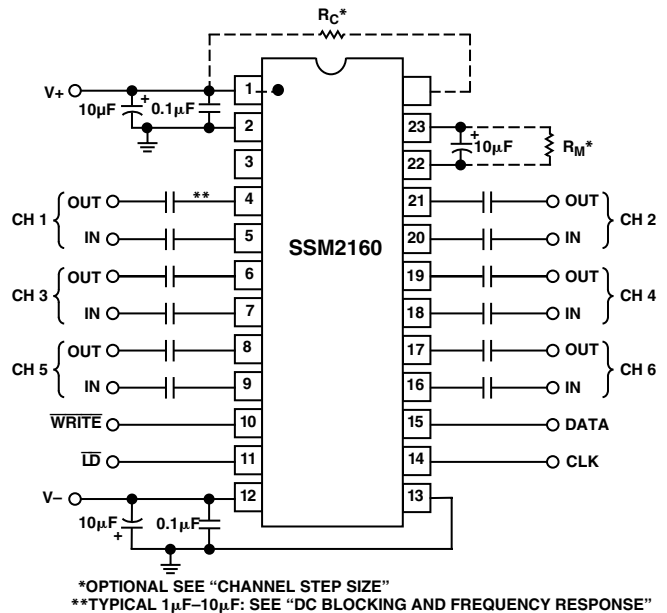 R_C*
V+
10µF
+
0.1µF
1
2
3
4
5
6
7
8
9
10
11
12
SSM2160
23
22
21
20
19
18
17
16
15
14
13
+
10µF
R_M*
CH 1
OUT
**
IN
CH 3
OUT
IN
CH 5
OUT
IN
WRITE
LD
V–
10µF
+
0.1µF
OUT
IN
CH 2
OUT
IN
CH 4
OUT
IN
CH 6
DATA
CLK
*OPTIONAL SEE “CHANNEL STEP SIZE”
**TYPICAL 1µF–10µF: SEE “DC BLOCKING AND FREQUENCY RESPONSE”